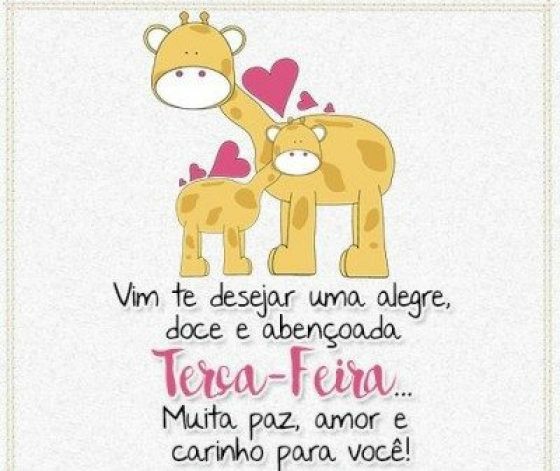 Vim te desejar uma alegre,
doce e abençoada
Terça-Feira...
Muita paz, amor e
carinho para você!